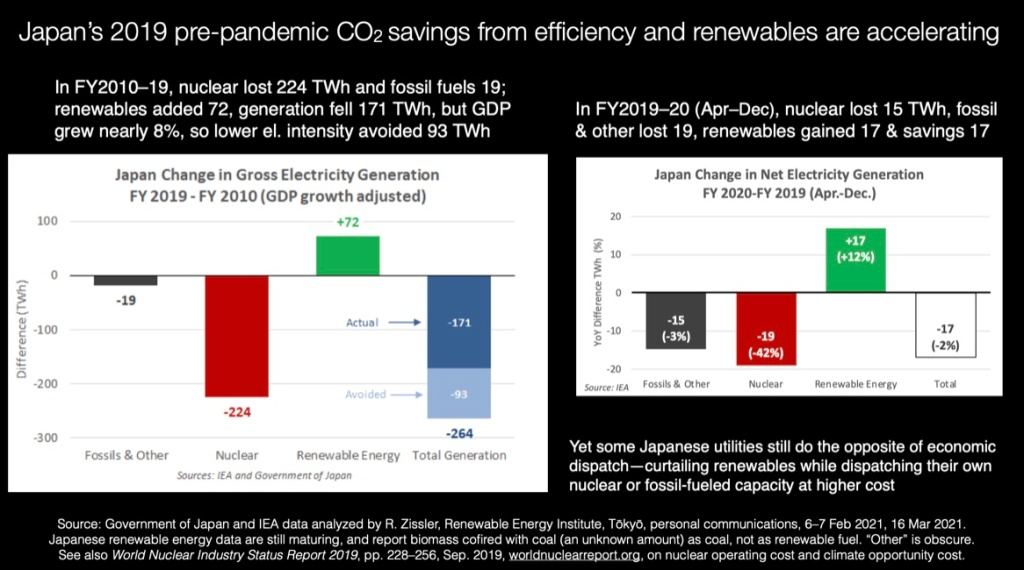 Japan's 2019 pre-pandemic CO₂ savings from efficiency and renewables are accelerating
In FY2010–19, nuclear lost 224 TWh and fossil fuels 19;
renewables added 72, generation fell 171 TWh, but GDP
grew nearly 8%, so lower el. intensity avoided 93 TWh
Japan Change in Gross Electricity Generation
FY 2019 - FY 2010 (GDP growth adjusted)
Difference (TWh)
100
0
-100
-200
-300
-19
-224
+72
Actual
-171
Avoided
-93
-264
Fossils & Other
Nuclear
Renewable Energy
Total Generation
Sources: IEA and Government of Japan
In FY2019–20 (Apr–Dec), nuclear lost 15 TWh, fossil
& other lost 19, renewables gained 17 & savings 17
Japan Change in Net Electricity Generation
FY 2020-FY 2019 (Apr.-Dec.)
YoY Difference TWh (%)
20
10
0
-10
-20
-15
(-3%)
-19
(-42%)
+17
(+12%)
-17
(-2%)
Source: IEA
Fossils & Other
Nuclear
Renewable Energy
Total
Yet some Japanese utilities still do the opposite of economic
dispatch—curtailing renewables while dispatching their own
nuclear or fossil-fueled capacity at higher cost
Source: Government of Japan and IEA data analyzed by R. Zissler, Renewable Energy Institute, Tōkyō, personal communications, 6–7 Feb 2021, 16 Mar 2021.
Japanese renewable energy data are still maturing, and report biomass cofired with coal (an unknown amount) as coal, not as renewable fuel. "Other" is obscure.
See also World Nuclear Industry Status Report 2019, pp. 228–256, Sep. 2019, worldnuclearreport.org, on nuclear operating cost and climate opportunity cost.